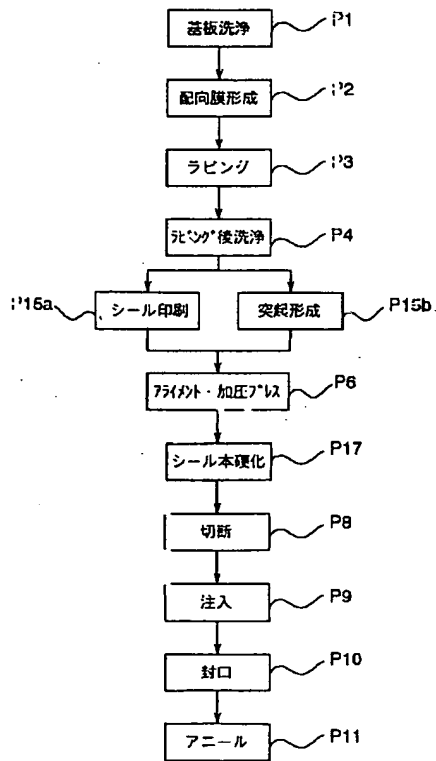 基板洗浄 P1
配向膜形成 P2
ラビング P3
ﾗﾋﾞﾝｸﾞ後洗浄 P4
P15a シール印刷 突起形成 P15b
ｱﾗｲﾒﾝﾄ・加圧ﾌﾟﾚｽ P6
シール本硬化 P17
切断 P8
注入 P9
封口 P10
アニール P11